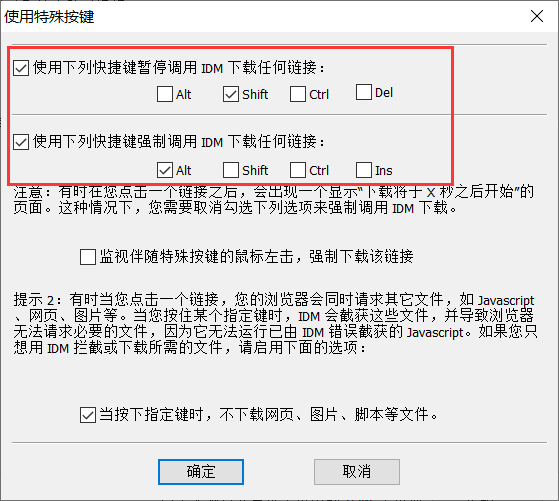 使用特殊按键
使用下列快捷键暂停调用 IDM 下载任何链接：
Alt Shift Ctrl Del
使用下列快捷键强制调用 IDM 下载任何链接：
Alt Shift Ctrl Ins
注意：有时在您点击一个链接之后，会出现一个显示“下载将于 X 秒之后开始”的
页面。这种情况下，您需要取消勾选下列选项来强制调用 IDM 下载。
监视伴随特殊按键的鼠标左击，强制下载该链接
提示 2：有时当您点击一个链接，您的浏览器会同时请求其它文件，如 Javascript
、网页、图片等。当您按住某个指定键时，IDM 会截获这些文件，并导致浏览器
无法请求必要的文件，因为它无法运行已由 IDM 错误截获的 Javascript。如果您只
想用 IDM 拦截或下载所需的文件，请启用下面的选项：
当按下指定键时，不下载网页、图片、脚本等文件。
确定 取消